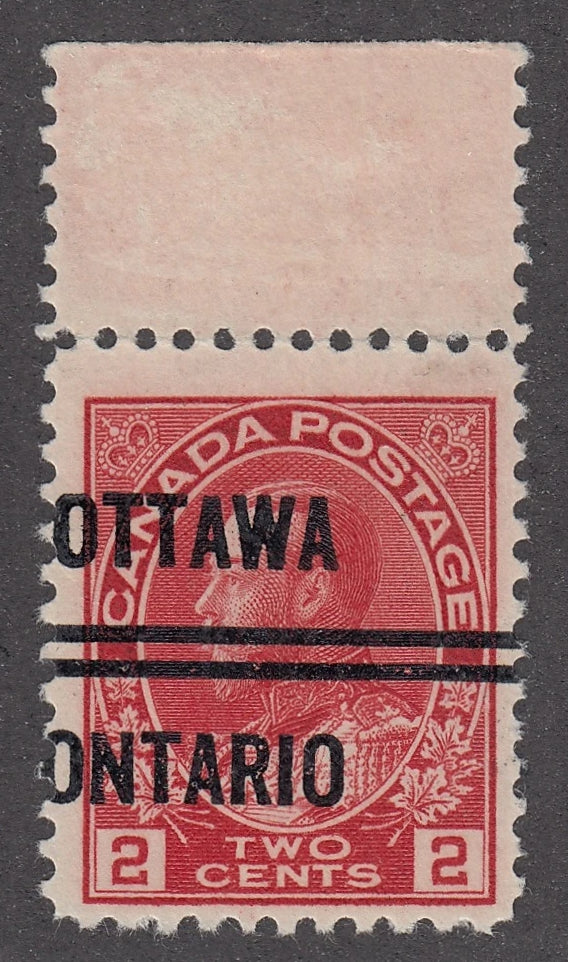 CANADA POSTAGE
OTTAWA
ONTARIO
2 TWO CENTS 2